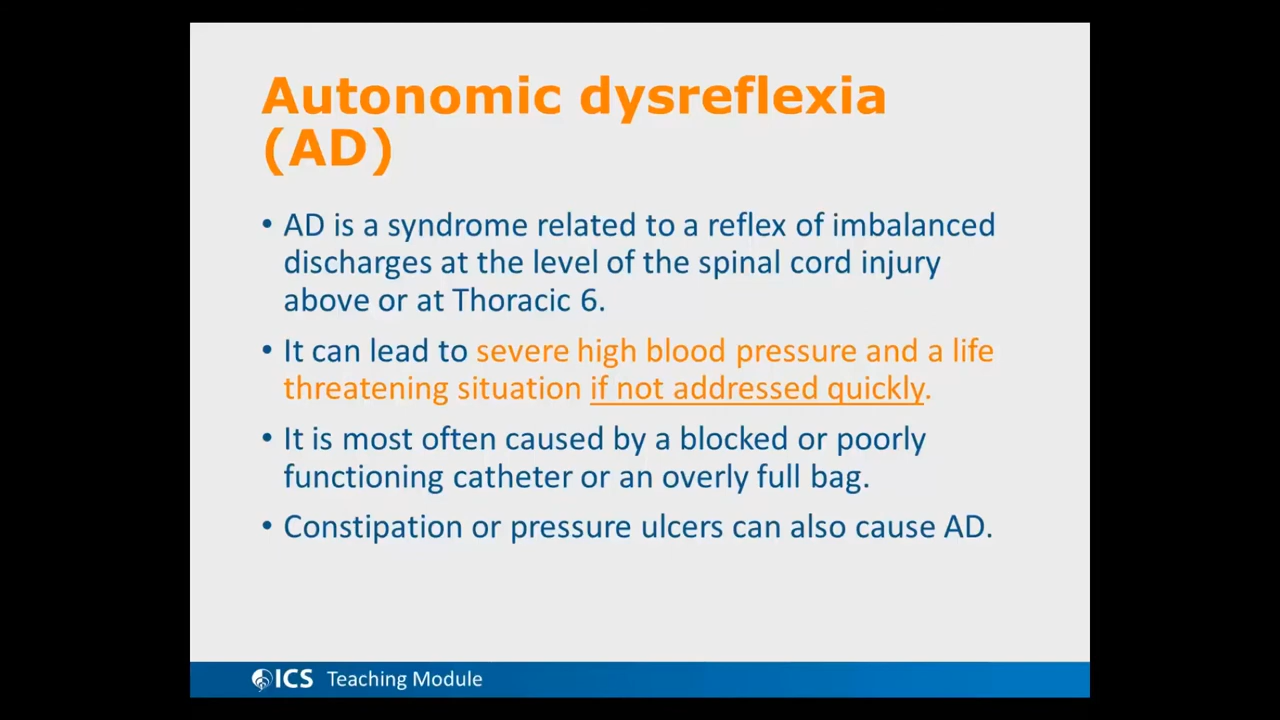 Autonomic dysreflexia
(AD)
• AD is a syndrome related to a reflex of imbalanced
discharges at the level of the spinal cord injury
above or at Thoracic 6.
• It can lead to severe high blood pressure and a life
threatening situation if not addressed quickly.
• It is most often caused by a blocked or poorly
functioning catheter or an overly full bag.
• Constipation or pressure ulcers can also cause AD.
ICS Teaching Module